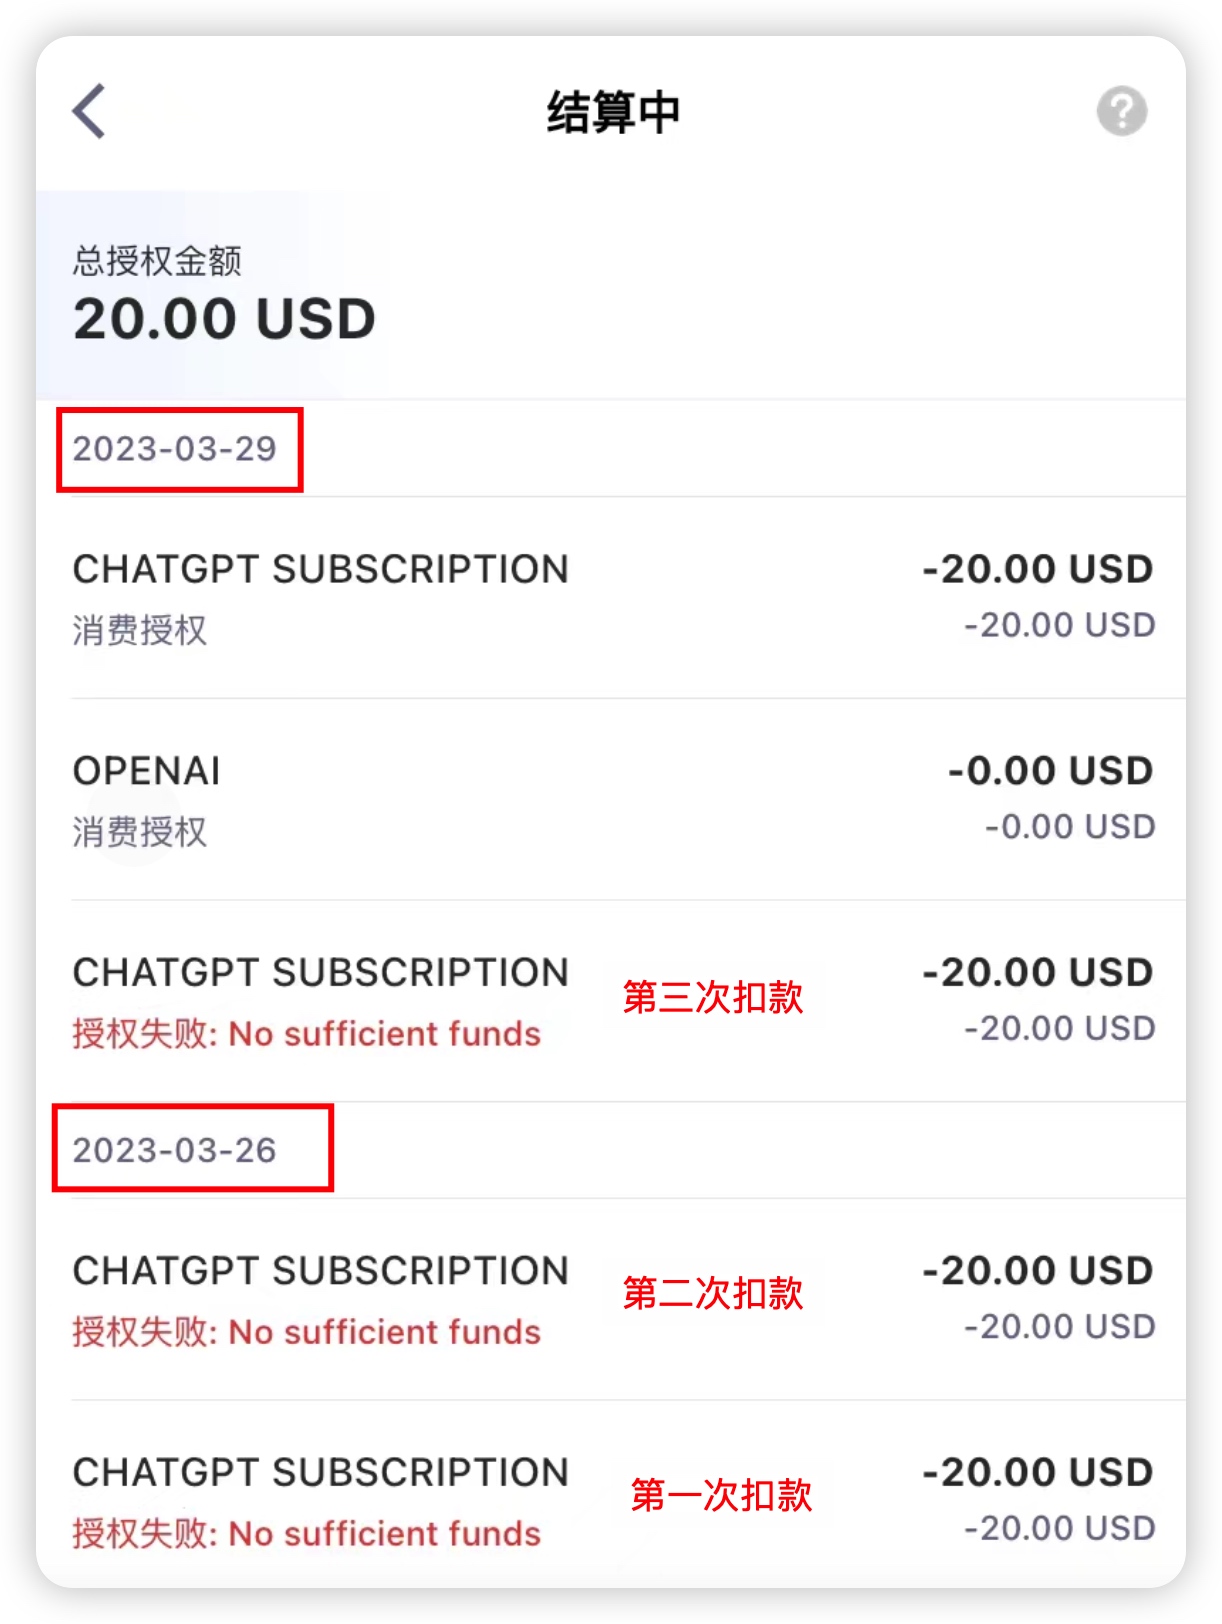 结算中
?
总授权金额
20.00 USD
2023-03-29
CHATGPT SUBSCRIPTION -20.00 USD
消费授权 -20.00 USD
OPENAI -0.00 USD
消费授权 -0.00 USD
CHATGPT SUBSCRIPTION 第三次扣款 -20.00 USD
授权失败: No sufficient funds -20.00 USD
2023-03-26
CHATGPT SUBSCRIPTION 第二次扣款 -20.00 USD
授权失败: No sufficient funds -20.00 USD
CHATGPT SUBSCRIPTION 第一次扣款 -20.00 USD
授权失败: No sufficient funds -20.00 USD